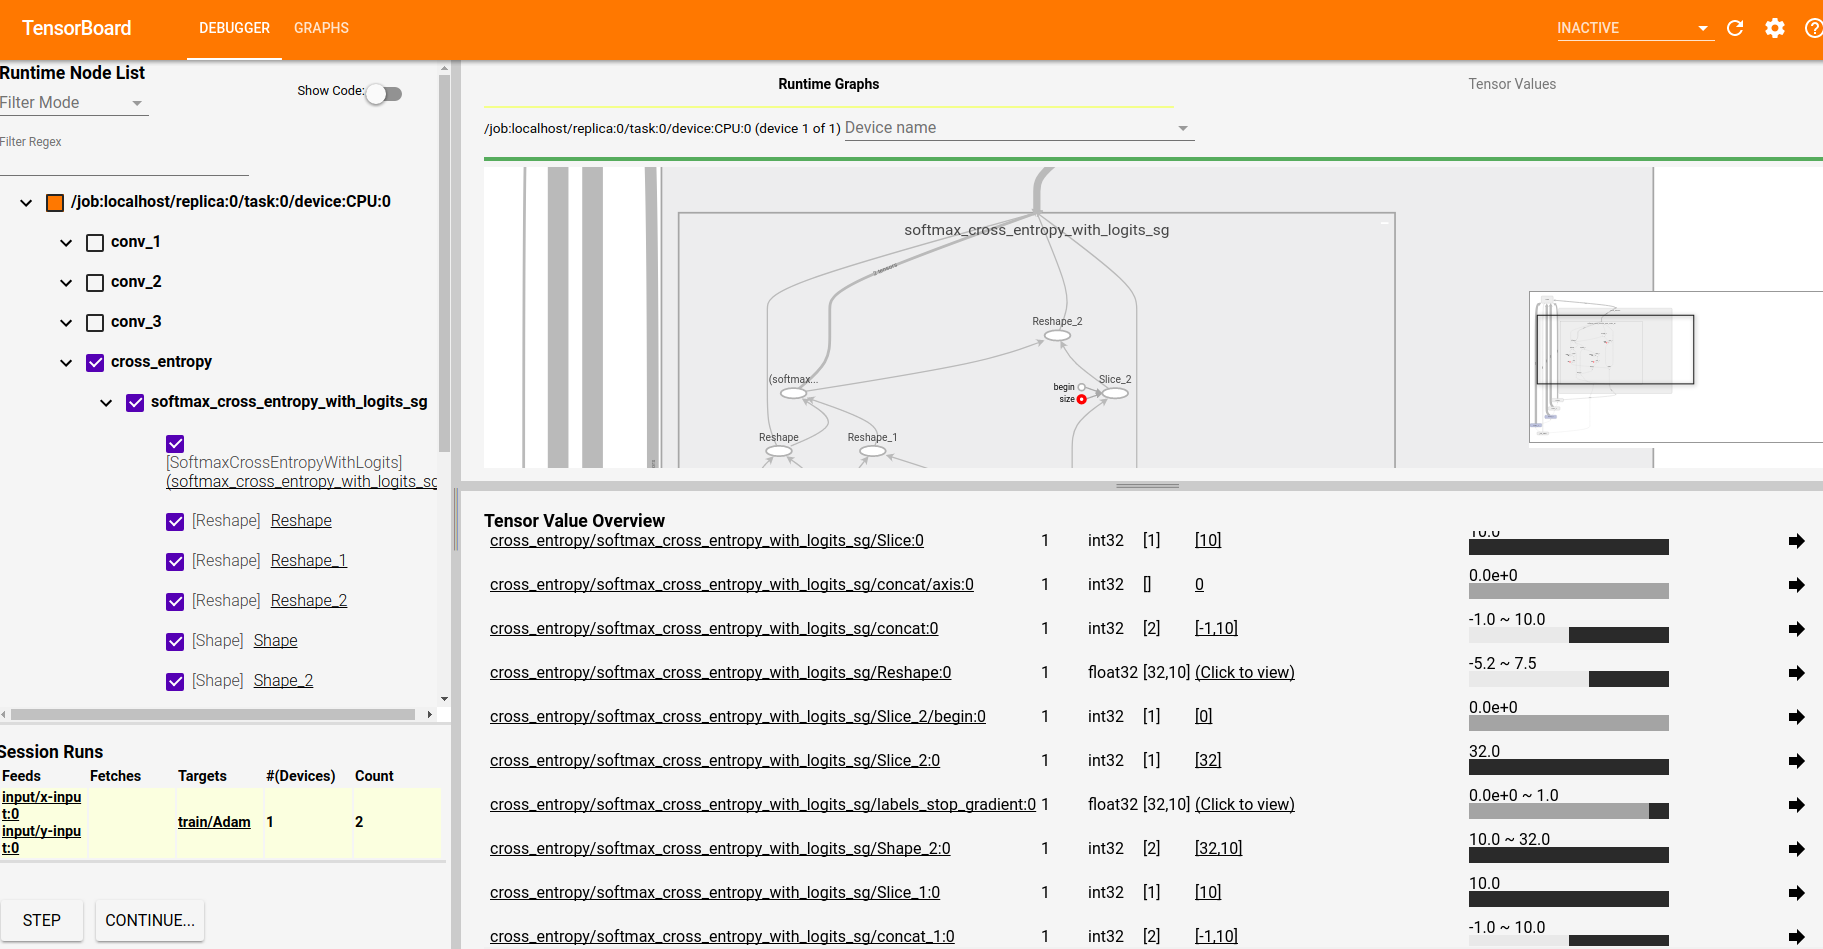 TensorBoard
DEBUGGER
GRAPHS
INACTIVE
Runtime Node List
Filter Mode
Show Code:
Filter Regex
/job:localhost/replica:0/task:0/device:CPU:0
conv_1
conv_2
conv_3
cross_entropy
softmax_cross_entropy_with_logits_sg
[SoftmaxCrossEntropyWithLogits]
(softmax_cross_entropy_with_logits_sg
[Reshape] Reshape
[Reshape] Reshape_1
[Reshape] Reshape_2
[Shape] Shape
[Shape] Shape_2
Session Runs
Feeds Fetches Targets #(Devices) Count
input/x-inpu
t:0
input/y-inpu
t:0
train/Adam 1 2
STEP
CONTINUE...
Runtime Graphs
Tensor Values
/job:localhost/replica:0/task:0/device:CPU:0 (device 1 of 1) Device name
softmax_cross_entropy_with_logits_sg
2 tensors
Reshape_2
(softmax...
begin
size
Slice_2
Reshape
Reshape_1
Tensor Value Overview
cross_entropy/softmax_cross_entropy_with_logits_sg/Slice:0 1 int32 [1] [10] 10.0
cross_entropy/softmax_cross_entropy_with_logits_sg/concat/axis:0 1 int32 [] 0 0.0e+0
cross_entropy/softmax_cross_entropy_with_logits_sg/concat:0 1 int32 [2] [-1,10] -1.0 ~ 10.0
cross_entropy/softmax_cross_entropy_with_logits_sg/Reshape:0 1 float32 [32,10] (Click to view) -5.2 ~ 7.5
cross_entropy/softmax_cross_entropy_with_logits_sg/Slice_2/begin:0 1 int32 [1] [0] 0.0e+0
cross_entropy/softmax_cross_entropy_with_logits_sg/Slice_2:0 1 int32 [1] [32] 32.0
cross_entropy/softmax_cross_entropy_with_logits_sg/labels_stop_gradient:0 1 float32 [32,10] (Click to view) 0.0e+0 ~ 1.0
cross_entropy/softmax_cross_entropy_with_logits_sg/Shape_2:0 1 int32 [2] [32,10] 10.0 ~ 32.0
cross_entropy/softmax_cross_entropy_with_logits_sg/Slice_1:0 1 int32 [1] [10] 10.0
cross_entropy/softmax_cross_entropy_with_logits_sg/concat_1:0 1 int32 [2] [-1,10] -1.0 ~ 10.0